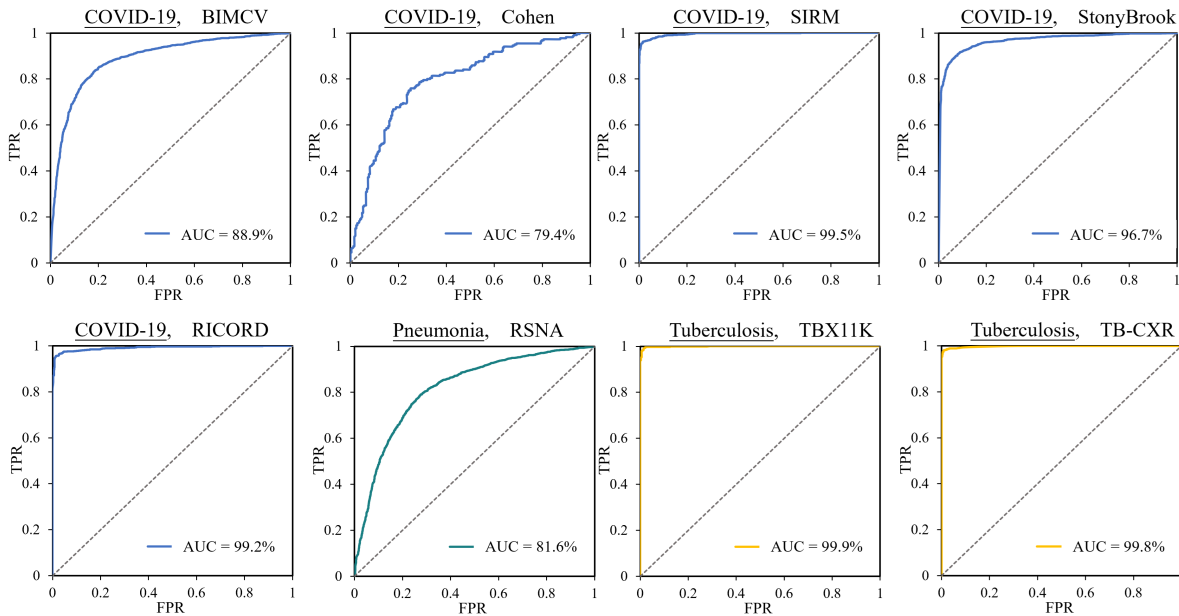 COVID-19, BIMCV
1
0.8
0.6
0.4
0.2
0
TPR
AUC = 88.9%
0 0.2 0.4 0.6 0.8 1
FPR
COVID-19, Cohen
1
0.8
0.6
0.4
0.2
0
TPR
AUC = 79.4%
0 0.2 0.4 0.6 0.8 1
FPR
COVID-19, SIRM
1
0.8
0.6
0.4
0.2
0
TPR
AUC = 99.5%
0 0.2 0.4 0.6 0.8 1
FPR
COVID-19, StonyBrook
1
0.8
0.6
0.4
0.2
0
TPR
AUC = 96.7%
0 0.2 0.4 0.6 0.8 1
FPR
COVID-19, RICORD
1
0.8
0.6
0.4
0.2
0
TPR
AUC = 99.2%
0 0.2 0.4 0.6 0.8 1
FPR
Pneumonia, RSNA
1
0.8
0.6
0.4
0.2
0
TPR
AUC = 81.6%
0 0.2 0.4 0.6 0.8 1
FPR
Tuberculosis, TBX11K
1
0.8
0.6
0.4
0.2
0
TPR
AUC = 99.9%
0 0.2 0.4 0.6 0.8 1
FPR
Tuberculosis, TB-CXR
1
0.8
0.6
0.4
0.2
0
TPR
AUC = 99.8%
0 0.2 0.4 0.6 0.8
FPR